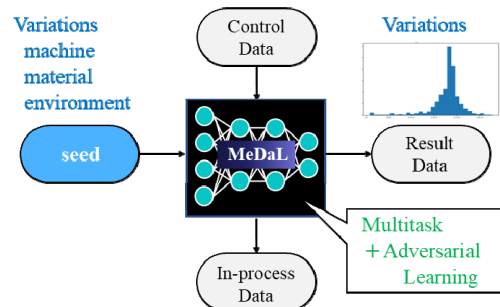 Variations
machine
material
environment
Control
Data
Variations
seed
MeDaL
Result
Data
Multitask
+Adversarial
Learning
In-process
Data